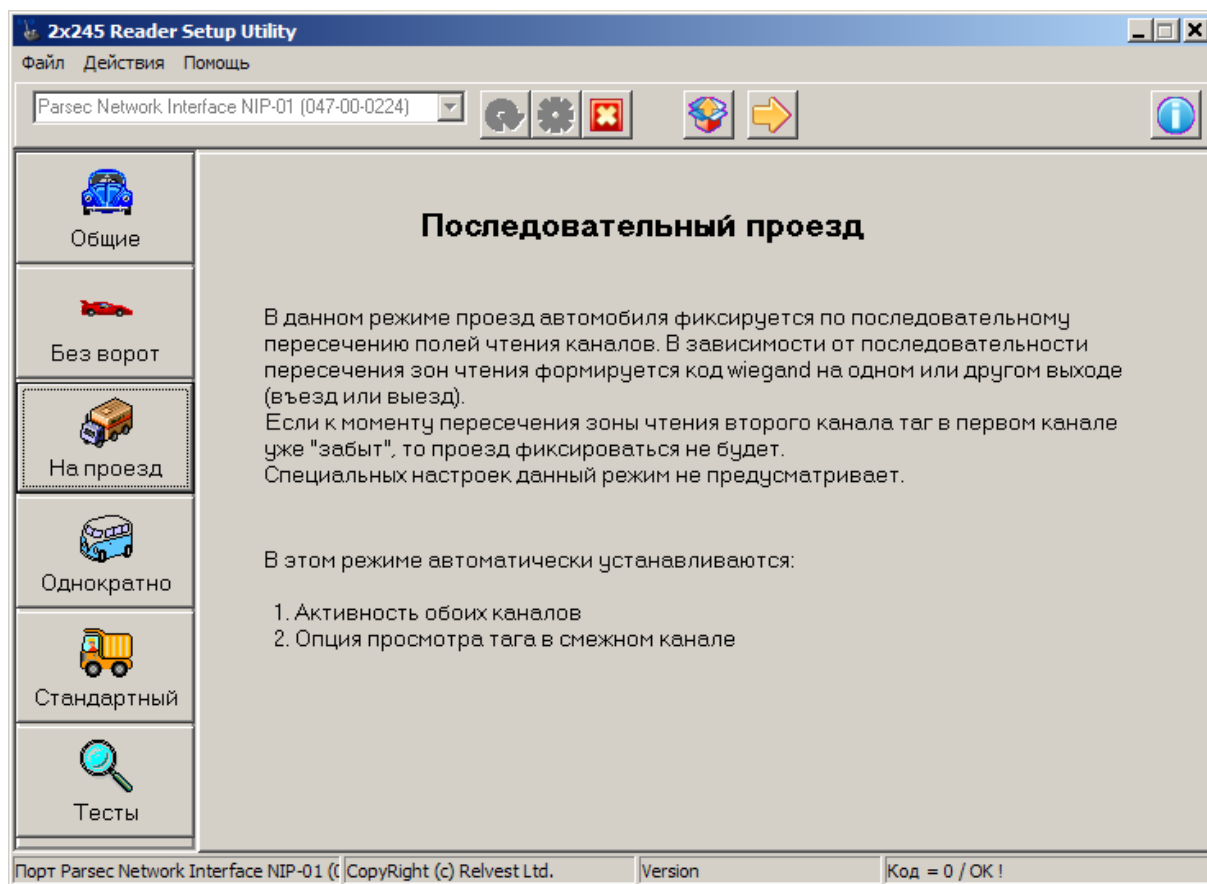 2x245 Reader Setup Utility
Файл Действия Помощь
Parsec Network Interface NIP-01 (047-00-0224)
Общие
Без ворот
На проезд
Однократно
Стандартный
Тесты
Последовательный проезд
В данном режиме проезд автомобиля фиксируется по последовательному
пересечению полей чтения каналов. В зависимости от последовательности
пересечения зон чтения формируется код wiegand на одном или другом выходе
(въезд или выезд).
Если к моменту пересечения зоны чтения второго канала таг в первом канале
уже "забыт", то проезд фиксироваться не будет.
Специальных настроек данный режим не предусматривает.
В этом режиме автоматически устанавливаются:
1. Активность обоих каналов
2. Опция просмотра тага в смежном канале
Порт Parsec Network Interface NIP-01 (0 CopyRight (c) Relvest Ltd. Version Код = 0 / OK !